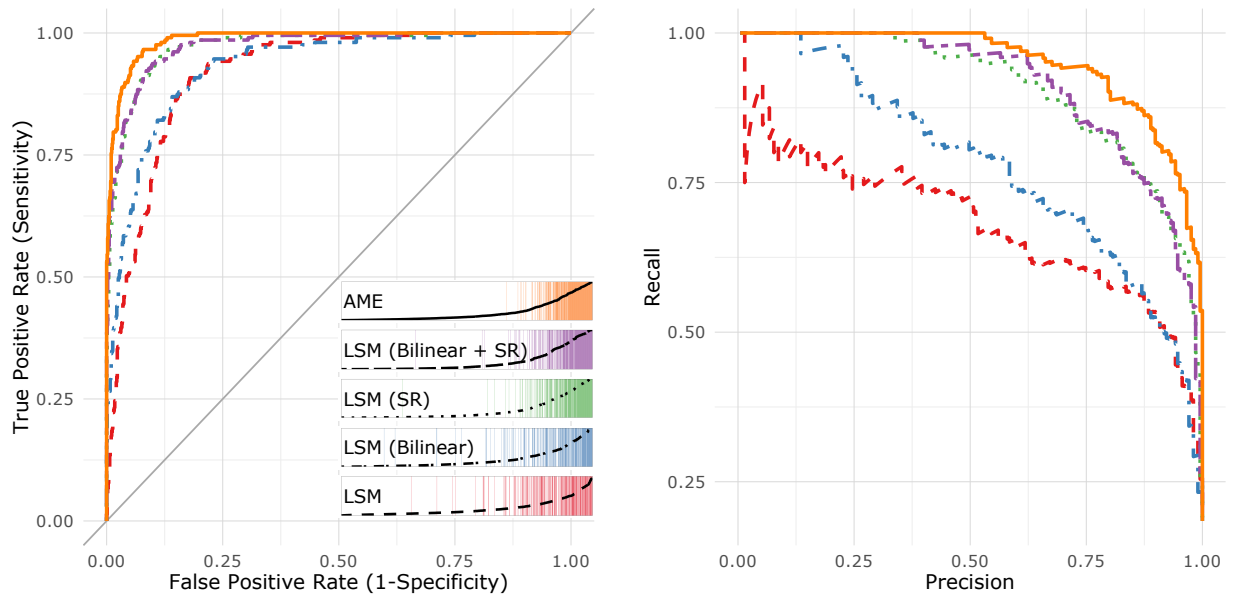 1.00
0.75
0.50
0.25
0.00
True Positive Rate (Sensitivity)
AME
LSM (Bilinear + SR)
LSM (SR)
LSM (Bilinear)
LSM
0.00 0.25 0.50 0.75 1.00
False Positive Rate (1-Specificity)
1.00
0.75
0.50
0.25
Recall
0.00 0.25 0.50 0.75 1.00
Precision